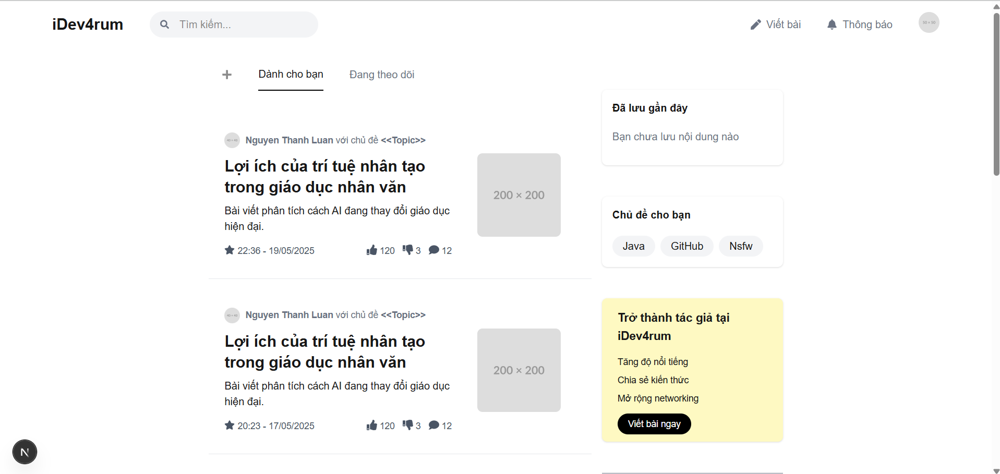 iDev4rum
Tìm kiếm...
Viết bài
Thông báo
50 × 50
Dành cho bạn
Đang theo dõi
40 × 40
Nguyen Thanh Luan với chủ đề <<Topic>>
Lợi ích của trí tuệ nhân tạo
trong giáo dục nhân văn
Bài viết phân tích cách AI đang thay đổi giáo dục
hiện đại.
22:36 - 19/05/2025
120
3
12
200 × 200
40 × 40
Nguyen Thanh Luan với chủ đề <<Topic>>
Lợi ích của trí tuệ nhân tạo
trong giáo dục nhân văn
Bài viết phân tích cách AI đang thay đổi giáo dục
hiện đại.
20:23 - 17/05/2025
120
3
12
200 × 200
Đã lưu gần đây
Bạn chưa lưu nội dung nào
Chủ đề cho bạn
Java
GitHub
Nsfw
Trở thành tác giả tại
iDev4rum
Tăng độ nổi tiếng
Chia sẻ kiến thức
Mở rộng networking
Viết bài ngay
N